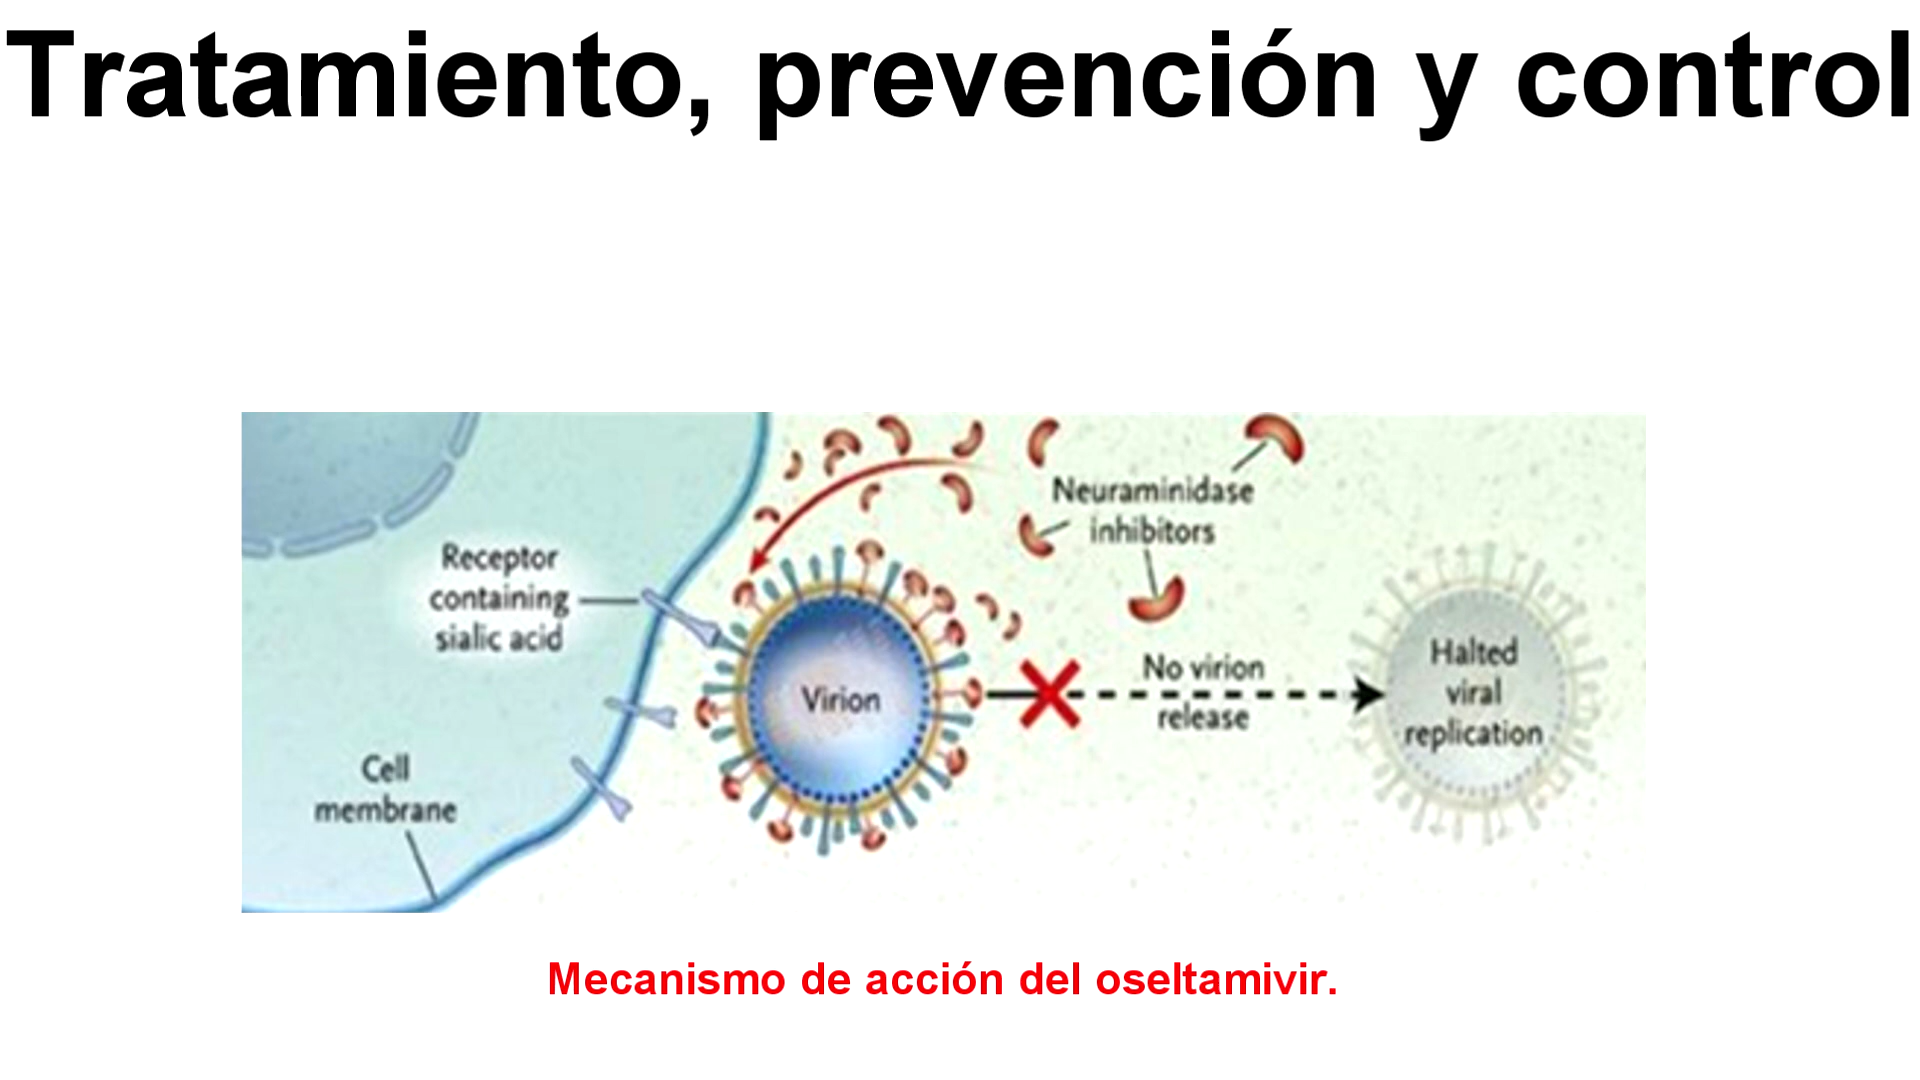 Tratamiento, prevención y control
Neuraminidase
inhibitors
Receptor
containing
sialic acid
Virion
No virion
release
Halted
viral
replication
Cell
membrane
Mecanismo de acción del oseltamivir.